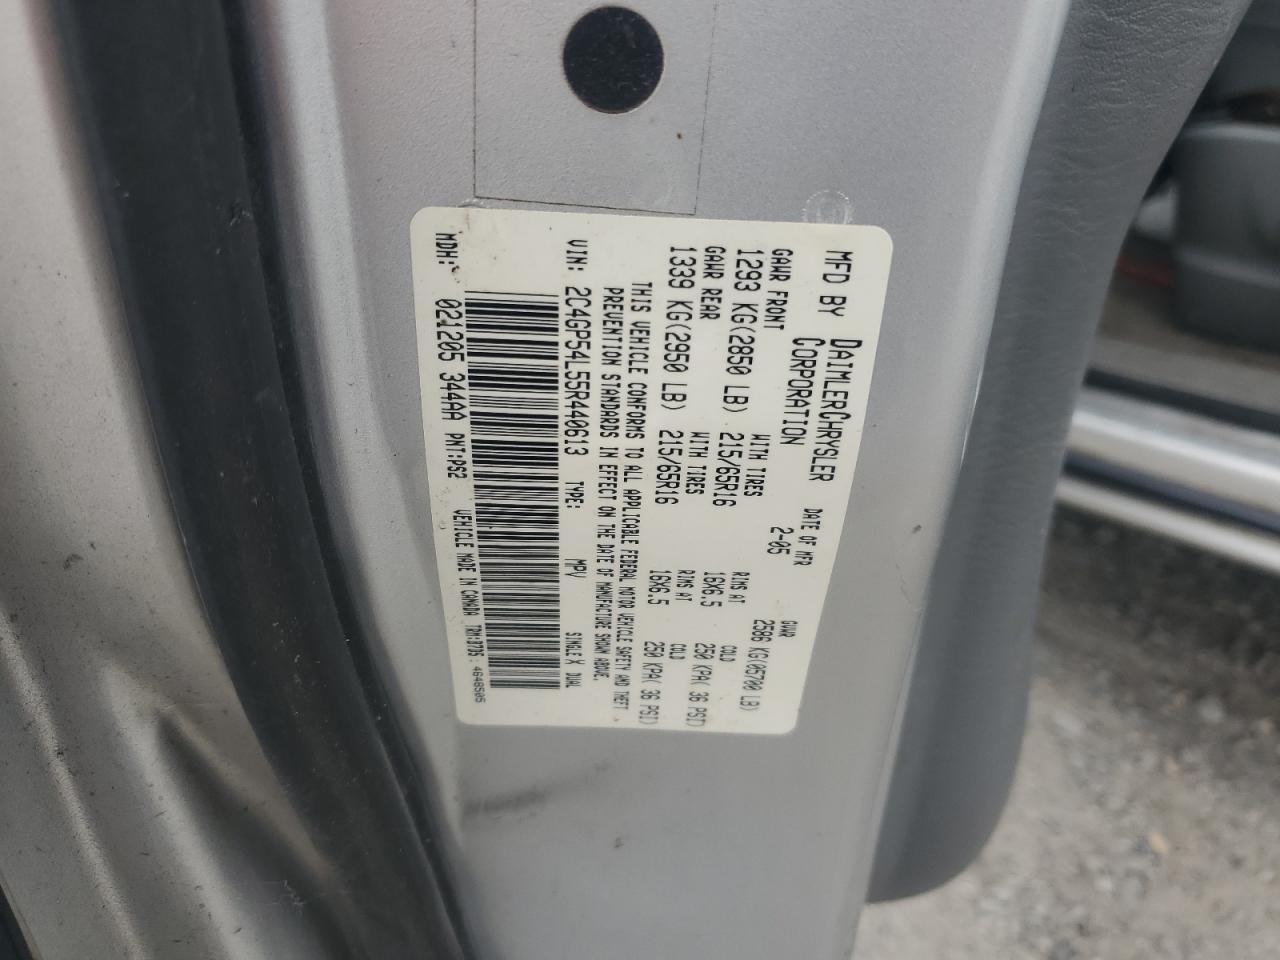 MFD BY DAIMLERCHRYSLER CORPORATION
DATE OF MFR 2-05
GVWR 2586 KG(05700 LB)
GAWR FRONT WITH TIRES RIMS AT COLD
1293 KG(2850 LB) 215/65R16 16X6.5 250 KPA( 36 PSI)
GAWR REAR WITH TIRES RIMS AT COLD
1339 KG(2950 LB) 215/65R16 16X6.5 250 KPA( 36 PSI)
THIS VEHICLE CONFORMS TO ALL APPLICABLE FEDERAL MOTOR VEHICLE SAFETY AND THEFT
PREVENTION STANDARDS IN EFFECT ON THE DATE OF MANUFACTURE SHOWN ABOVE.
VIN: 2C4GP54L55R440613 TYPE: MPV SINGLE X DUAL
MDH: 021205 344AA PNT:PS2 VEHICLE MADE IN CANADA 4648505